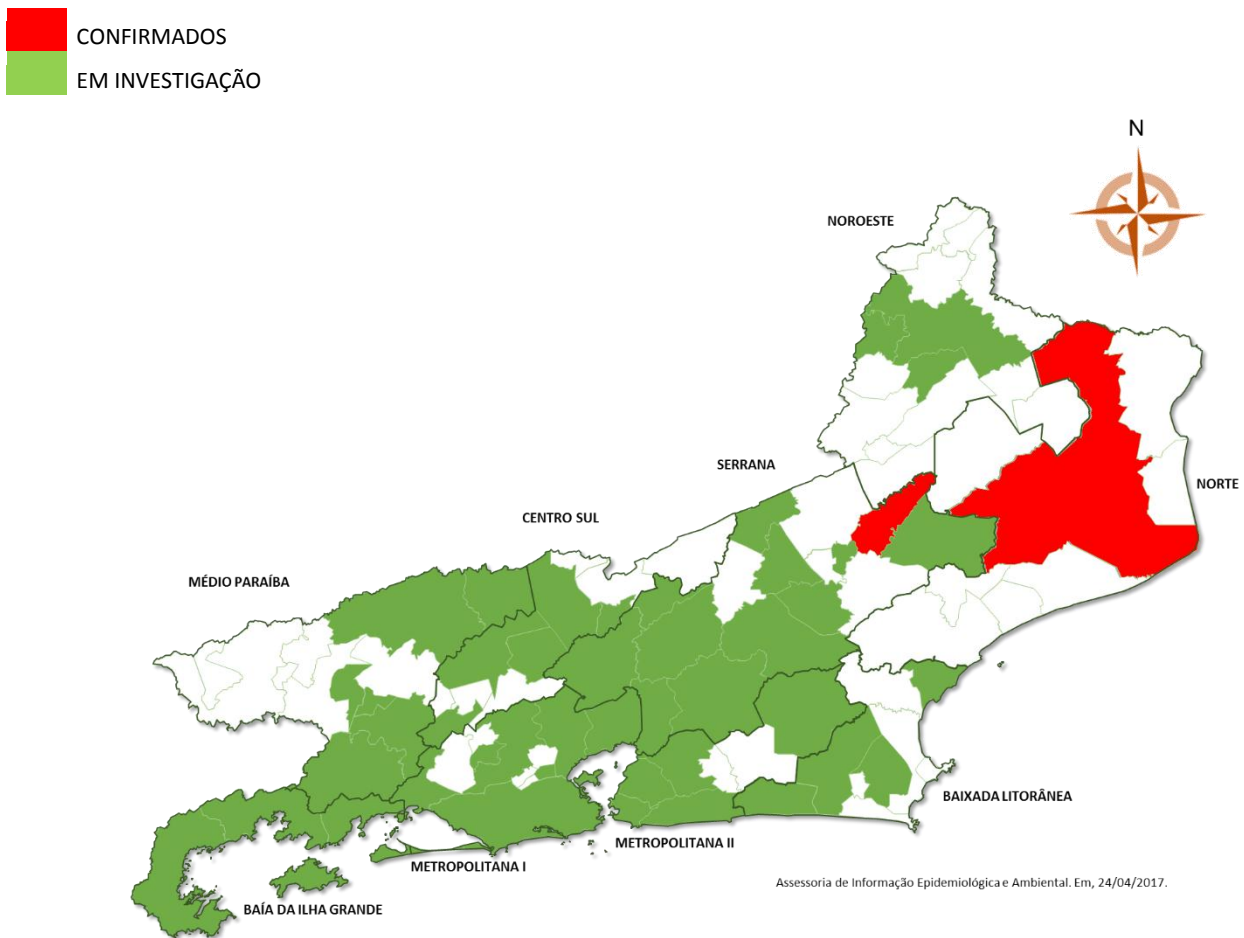 CONFIRMADOS
EM INVESTIGAÇÃO
N
NOROESTE
SERRANA
NORTE
CENTRO SUL
MÉDIO PARAÍBA
BAIXADA LITORÂNEA
METROPOLITANA II
METROPOLITANA I
BAÍA DA ILHA GRANDE
Assessoria de Informação Epidemiológica e Ambiental. Em, 24/04/2017.